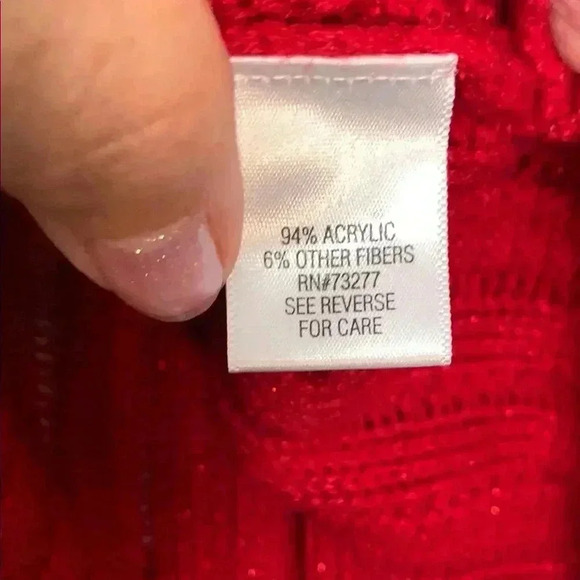 94% ACRYLIC
6% OTHER FIBERS
RN#73277
SEE REVERSE
FOR CARE